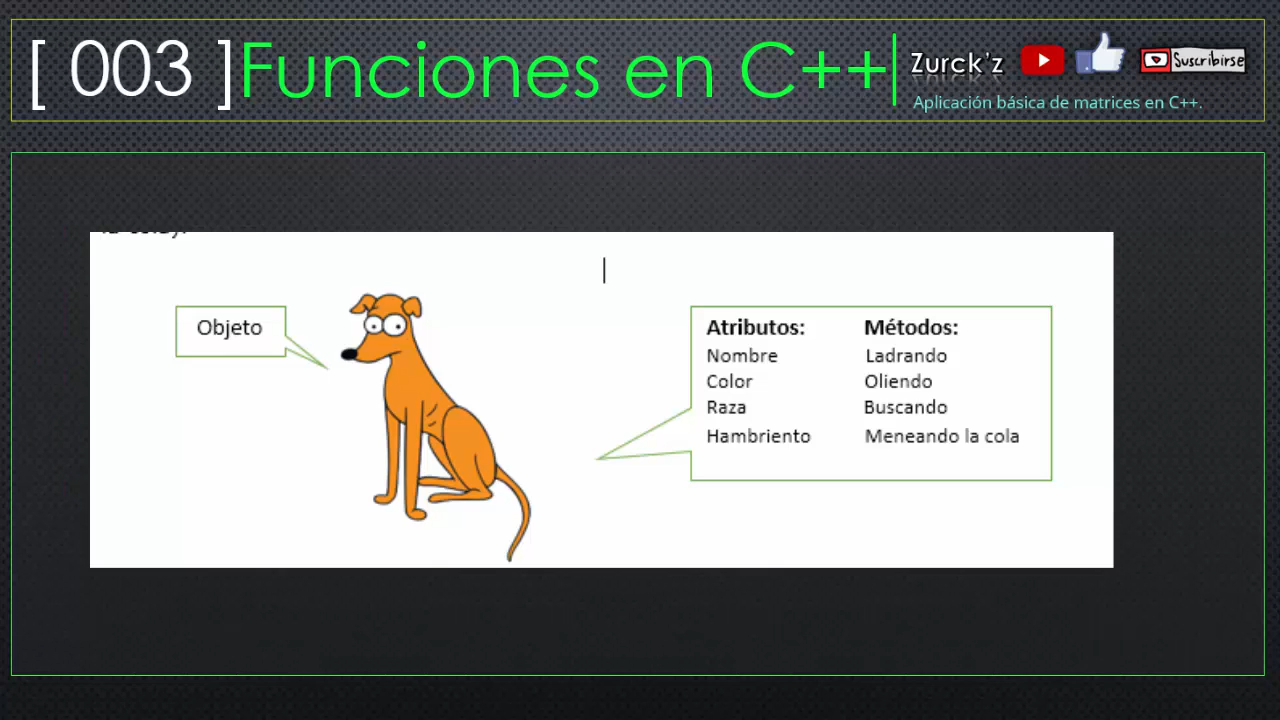 [ 003 ]Funciones en C++|
Zurck'z
Suscribirse
Aplicación básica de matrices en C++.
Objeto
Atributos: Métodos:
Nombre Ladrando
Color Oliendo
Raza Buscando
Hambriento Meneando la cola